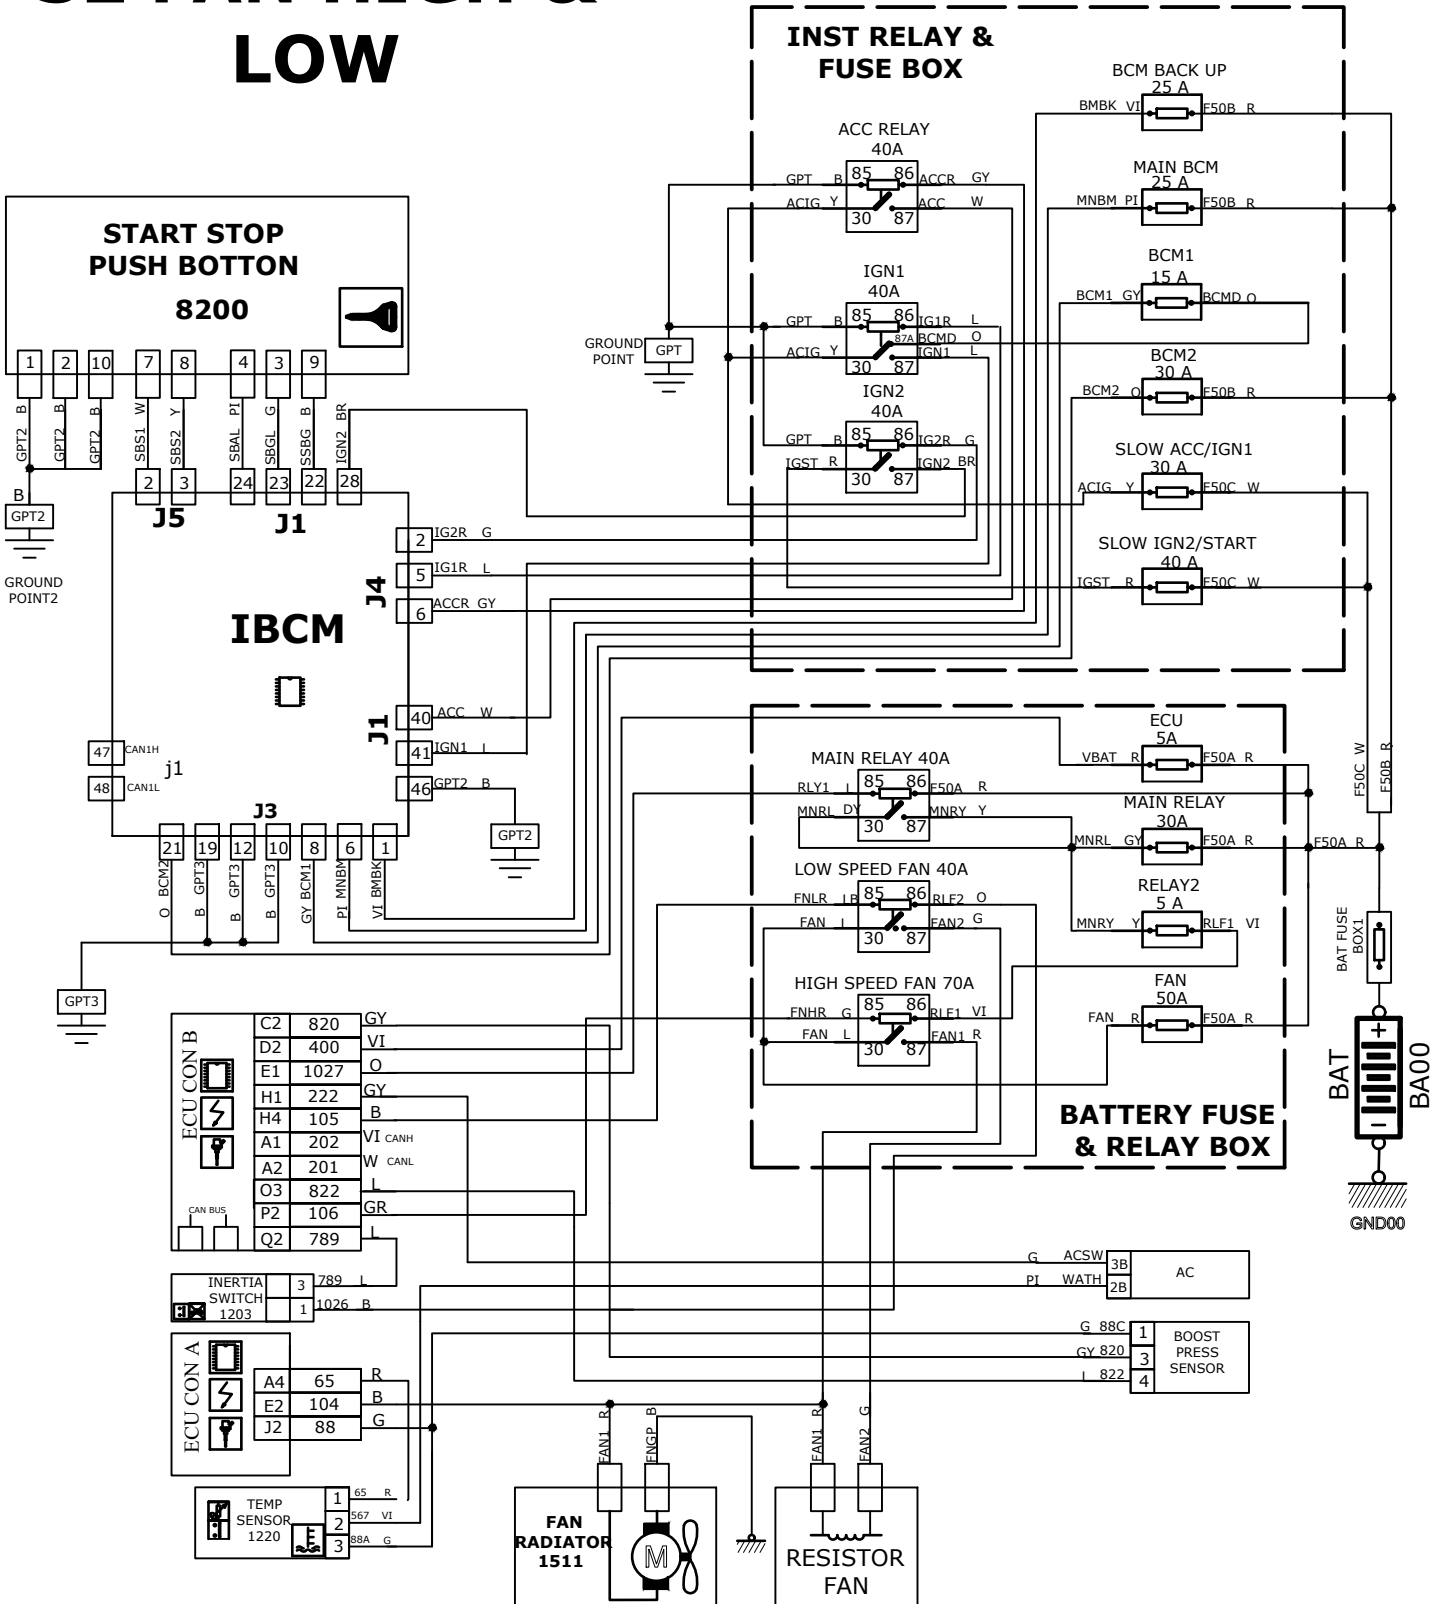 LOW
INST RELAY &
FUSE BOX
BCM BACK UP
25 A
BMBK VI
F50B R
ACC RELAY
40A
85 86
GPT B
ACCR GY
ACIG Y
ACC W
30 87
MAIN BCM
25 A
MNBM PI
F50B R
START STOP
PUSH BOTTON
8200
BCM1
15 A
BCM1 GY
BCMD O
IGN1
40A
85 86
GPT B
IG1R L
87A BCMD O
ACIG Y
IGN1 L
30 87
GROUND
POINT
GPT
BCM2
30 A
BCM2 O
F50B R
IGN2
40A
85 86
GPT B
IG2R G
IGST R
IGN2 BR
30 87
SLOW ACC/IGN1
30 A
ACIG Y
F50C W
SLOW IGN2/START
40 A
IGST R
F50C W
1 2 10 7 8 4 3 9
GPT2 B
GPT2 B
GPT2 B
SBS1 W
SBS2 Y
SBAL PI
SBGL G
SSBG B
IGN2 BR
2 3 24 23 22 28
J5
J1
B
GPT2
GROUND
POINT2
IBCM
J4
2 IG2R G
5 IG1R L
6 ACCR GY
J1
40 ACC W
41 IGN1 L
46 GPT2 B
GPT2
47 CAN1H
48 CAN1L
j1
J3
21 19 12 10 8 6 1
O BCM2
B GPT3
B GPT3
B GPT3
GY BCM1
PI MNBM
VI BMBK
GPT3
F50C W
F50B R
ECU
5A
VBAT R
F50A R
MAIN RELAY 40A
85 86
RLY1 L
F50A R
MNRL DY
MNRY Y
30 87
MAIN RELAY
30A
MNRL GY
F50A R
F50A R
LOW SPEED FAN 40A
85 86
FNLR LB
RLF2 O
FAN L
FAN2 G
30 87
RELAY2
5 A
MNRY Y
RLF1 VI
HIGH SPEED FAN 70A
85 86
FNHR G
RLF1 VI
FAN L
FAN1 R
30 87
FAN
50A
FAN R
F50A R
BATTERY FUSE
& RELAY BOX
BAT FUSE
BOX1
+
BAT
BA00
−
GND00
ECU CON B
C2 820 GY
D2 400 VI
E1 1027 O
H1 222 GY
H4 105 B
A1 202 VI CANH
A2 201 W CANL
O3 822 L
P2 106 GR
Q2 789 L
CAN BUS
INERTIA
SWITCH
1203
3 789 L
1 1026 B
ECU CON A
A4 65 R
E2 104 B
J2 88 G
TEMP
SENSOR
1220
1 65 R
2 567 VI
3 88A G
G ACSW 3B
PI WATH 2B
AC
G 88C 1
GY 820 3
L 822 4
BOOST
PRESS
SENSOR
FAN1 R
FNGP B
FAN
RADIATOR
1511
M
FAN1 R
FAN2 G
RESISTOR
FAN